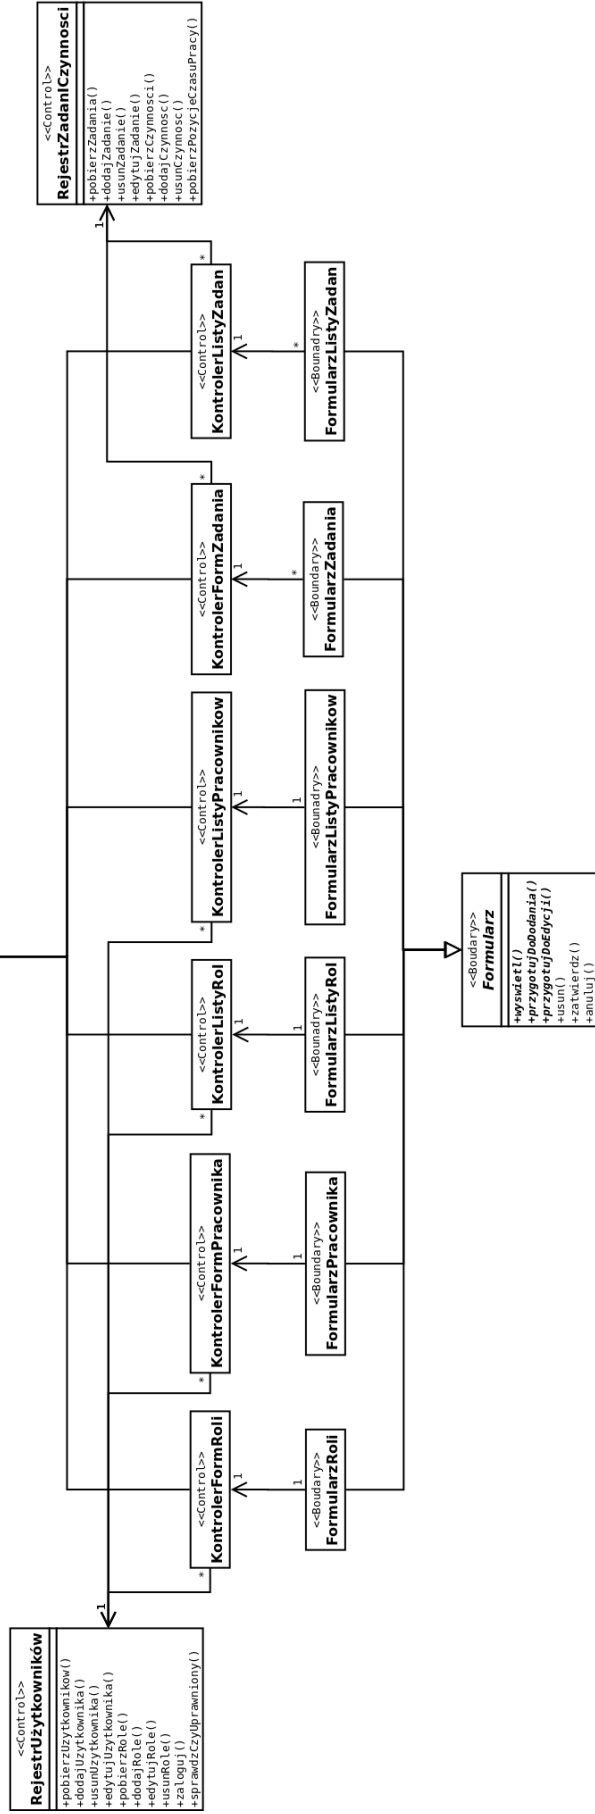 <<Control>>
RejestrUżytkowników
+pobierzUzytkownikow()
+dodajUzytkownika()
+usunUzytkownika()
+edytujUzytkownika()
+pobierzRole()
+dodajRole()
+edytujRole()
+usunRole()
+zaloguj()
+sprawdzCzyUprawniony()
1
<<Control>>
RejestrZadanICzynnosci
+pobierzZadania()
+dodajZadanie()
+usunZadanie()
+edytujZadanie()
+pobierzCzynnosci()
+dodajCzynnosc()
+usunCzynnosc()
+pobierzPozycjeCzasuPracy()
1
*
<<Control>>
KontrolerFormRoli
1
*
<<Control>>
KontrolerFormPracownika
1
*
<<Control>>
KontrolerListyRol
1
*
<<Control>>
KontrolerListyPracownikow
1
*
<<Control>>
KontrolerFormZadania
1
*
<<Control>>
KontrolerListyZadan
1
1
<<Boudary>>
FormularzRoli
1
<<Boundary>>
FormularzPracownika
1
<<Bounadry>>
FormularzListyRol
1
<<Bounadry>>
FormularzListyPracownikow
*
<<Boundary>>
FormularzZadania
*
<<Bounadry>>
FormularzListyZadan
<<Boudary>>
Formularz
+wyswietl()
+przygotujDoDodania()
+przygotujDoEdycji()
+usun()
+zatwierdz()
+anuluj()